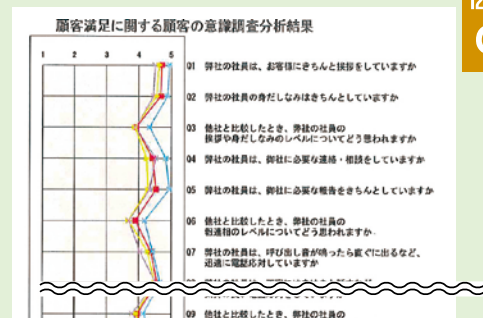 12
顧客満足に関する顧客の意識調査分析結果
1 2 3 4 5
01 弊社の社員は、お客様にきちんと挨拶をしていますか
02 弊社の社員の身だしなみはきちんとしていますか
03 他社と比較したとき、弊社の社員の
挨拶や身だしなみのレベルについてどう思われますか
04 弊社の社員は、御社に必要な連絡・相談をしていますか
05 弊社の社員は、御社に必要な報告をきちんとしていますか
06 他社と比較したとき、弊社の社員の
報連相のレベルについてどう思われますか
07 弊社の社員は、呼び出し音が鳴ったら直ぐに出るなど、
迅速に電話応対していますか
09 他社と比較したとき、弊社の社員の